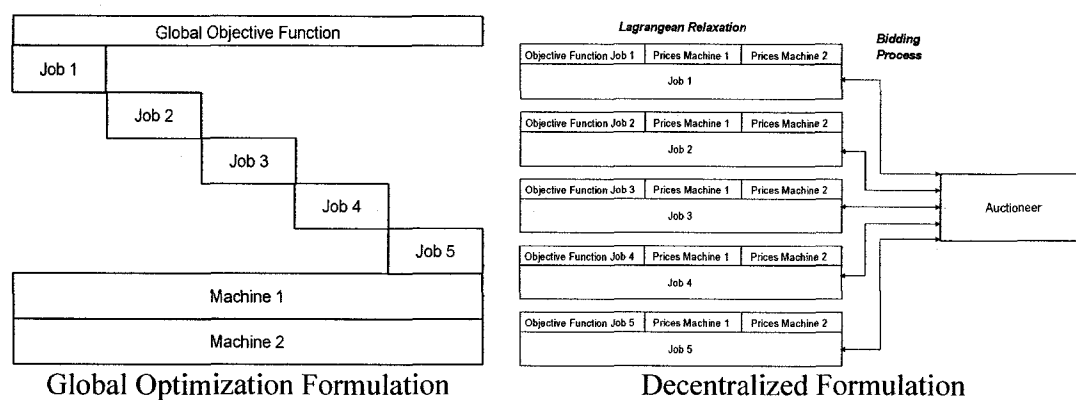 Global Objective Function
Job 1
Job 2
Job 3
Job 4
Job 5
Machine 1
Machine 2
Global Optimization Formulation
Lagrangean Relaxation
Bidding
Process
Objective Function Job 1 Prices Machine 1 Prices Machine 2
Job 1
Objective Function Job 2 Prices Machine 1 Prices Machine 2
Job 2
Objective Function Job 3 Prices Machine 1 Prices Machine 2
Job 3
Objective Function Job 4 Prices Machine 1 Prices Machine 2
Job 4
Objective Function Job 5 Prices Machine 1 Prices Machine 2
Job 5
Auctioneer
Decentralized Formulation